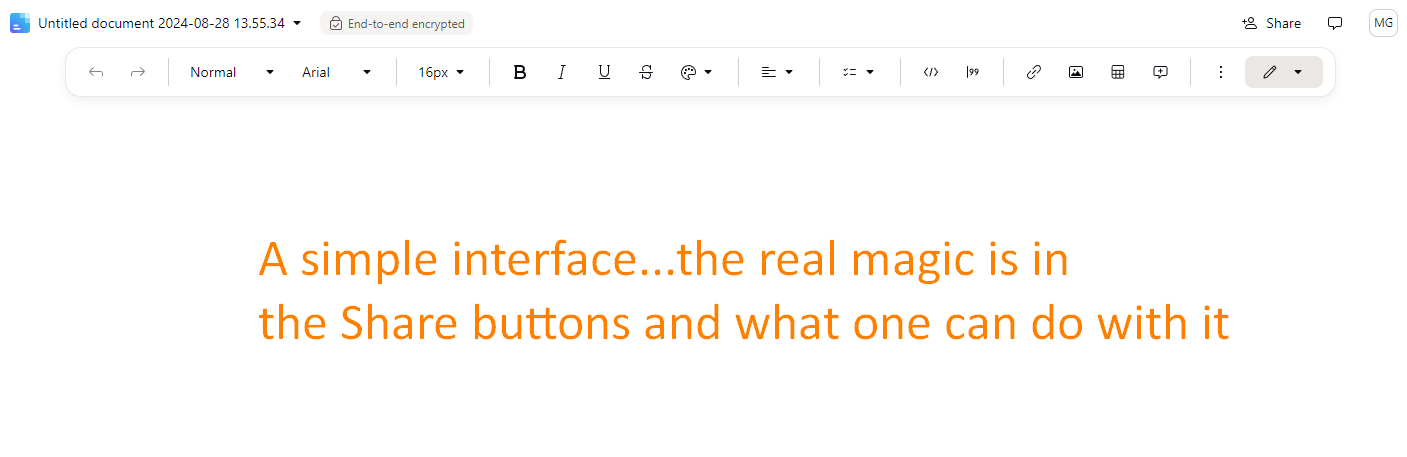 Untitled document 2024-08-28 13.55.34
End-to-end encrypted
Share
MG
Normal
Arial
16px
B
I
U
S
99
A simple interface...the real magic is in
the Share buttons and what one can do with it